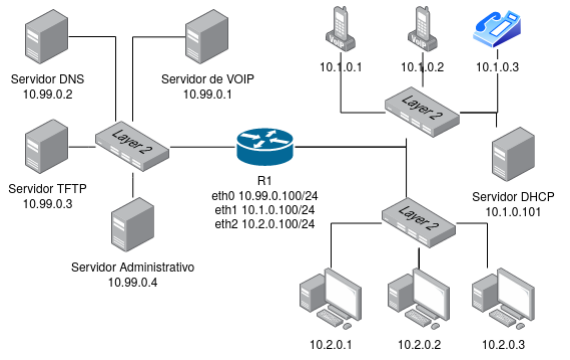 10.1.0.1
10.1.0.2
10.1.0.3
Servidor DNS
10.99.0.2
Servidor de VOIP
10.99.0.1
Layer 2
Layer 2
Servidor TFTP
10.99.0.3
R1
eth0 10.99.0.100/24
eth1 10.1.0.100/24
eth2 10.2.0.100/24
Servidor DHCP
10.1.0.101
Layer 2
Servidor Administrativo
10.99.0.4
10.2.0.1
10.2.0.2
10.2.0.3